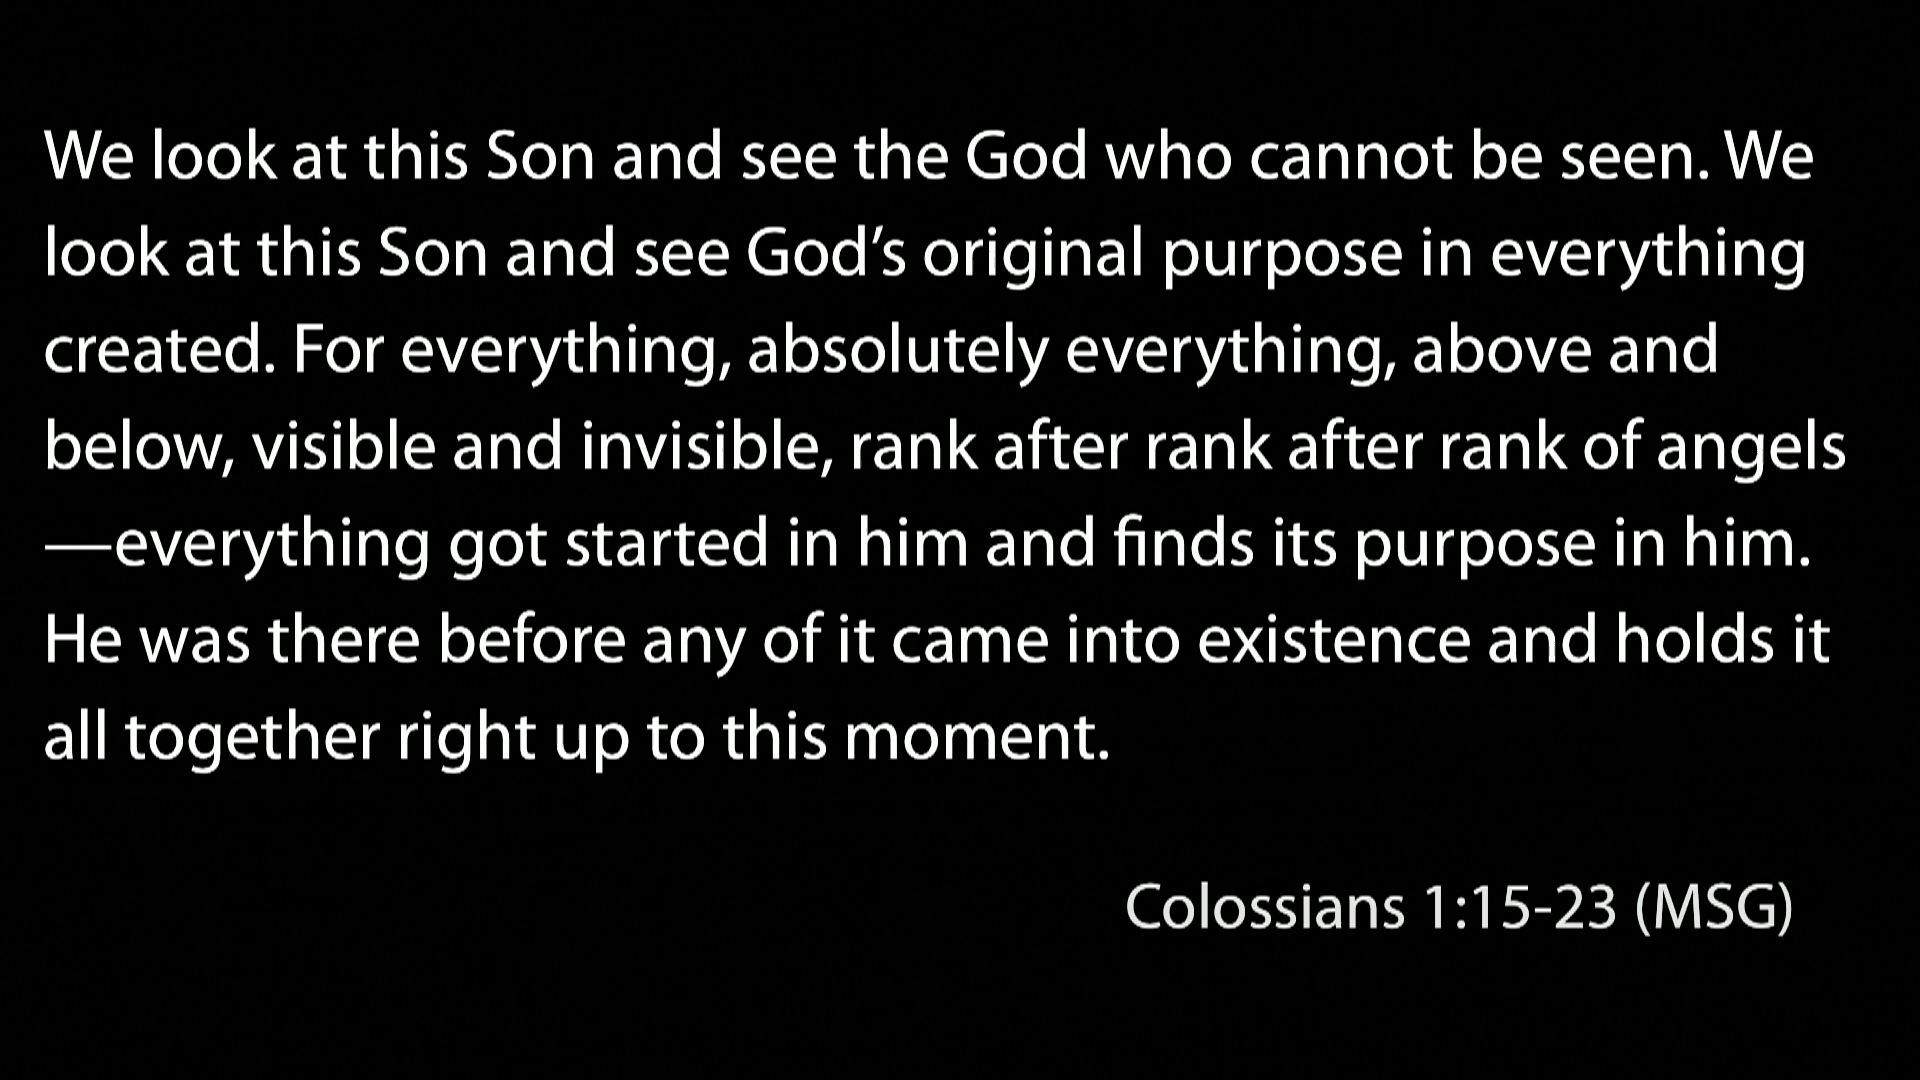 We look at this Son and see the God who cannot be seen. We
look at this Son and see God’s original purpose in everything
created. For everything, absolutely everything, above and
below, visible and invisible, rank after rank after rank of angels
—everything got started in him and finds its purpose in him.
He was there before any of it came into existence and holds it
all together right up to this moment.
Colossians 1:15-23 (MSG)